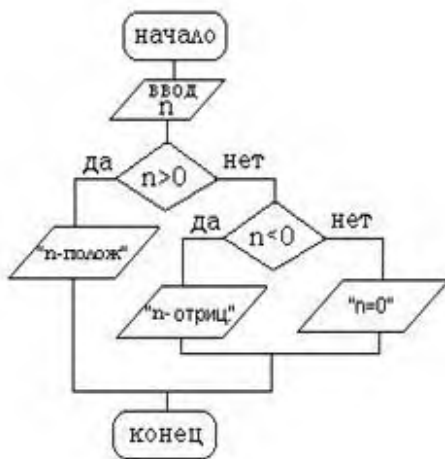 начало
ввод
n
да
n>0
нет
да
n<0
нет
"n-полож"
"n-отриц."
"n=0"
конец